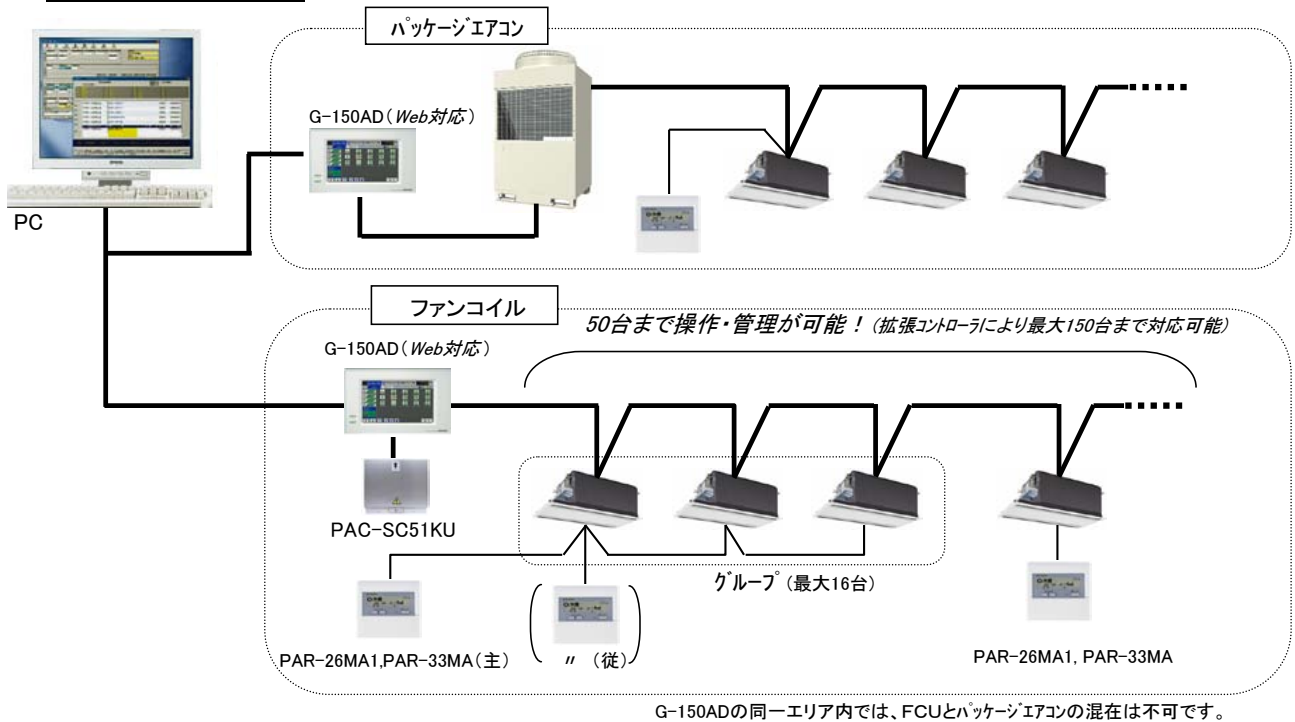 パッケージエアコン
G-150AD（Web対応）
PC
ファンコイル
50台まで操作・管理が可能！（拡張コントローラにより最大150台まで対応可能）
G-150AD（Web対応）
PAC-SC51KU
グループ（最大16台）
PAR-26MA1,PAR-33MA（主）
〃（従）
PAR-26MA1, PAR-33MA
G-150ADの同一エリア内では、FCUとパッケージエアコンの混在は不可です。